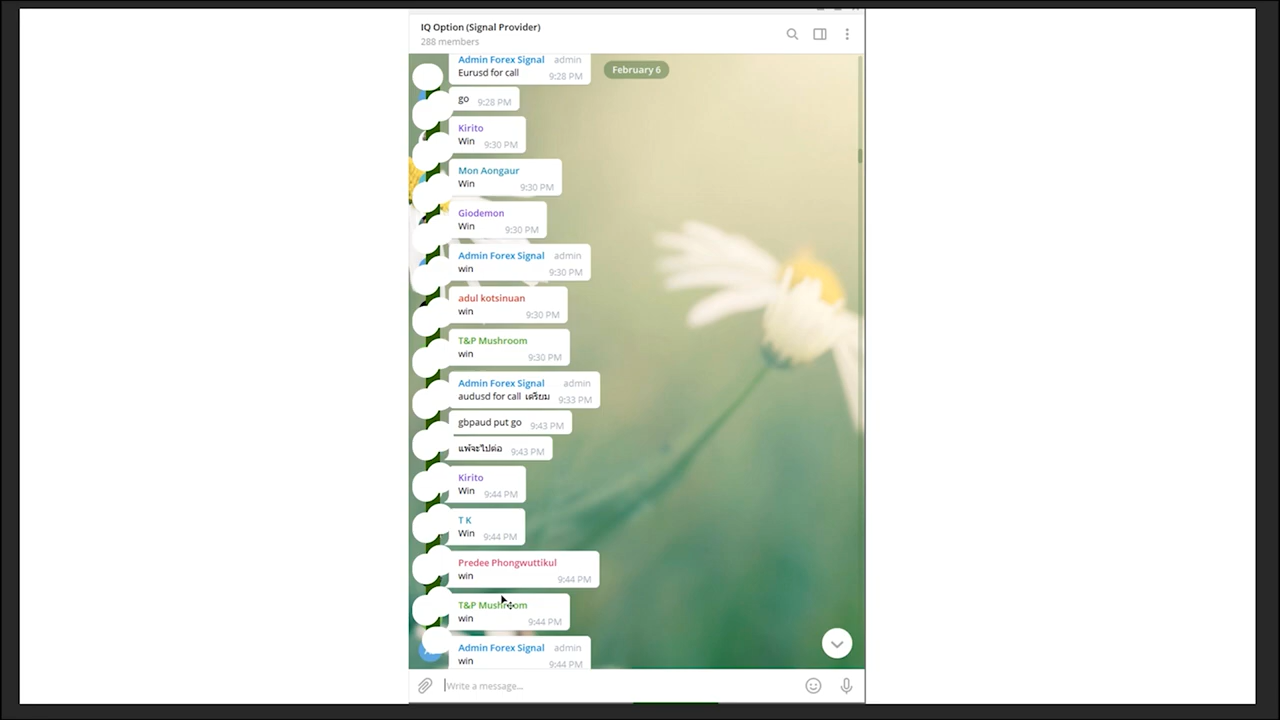 IQ Option (Signal Provider)
288 members
February 6
Admin Forex Signal admin
Eurusd for call 9:28 PM
go 9:28 PM
Kirito
Win 9:30 PM
Mon Aongaur
Win 9:30 PM
Giodemon
Win 9:30 PM
Admin Forex Signal admin
win 9:30 PM
adul kotsinuan
win 9:30 PM
T&P Mushroom
win 9:30 PM
Admin Forex Signal admin
audusd for call เตรียม 9:33 PM
gbpaud put go 9:43 PM
แพ้จะไปต่อ 9:43 PM
Kirito
Win 9:44 PM
T K
Win 9:44 PM
Predee Phongwuttikul
win 9:44 PM
T&P Mushroom
win 9:44 PM
Admin Forex Signal admin
win 9:44 PM
Write a message...